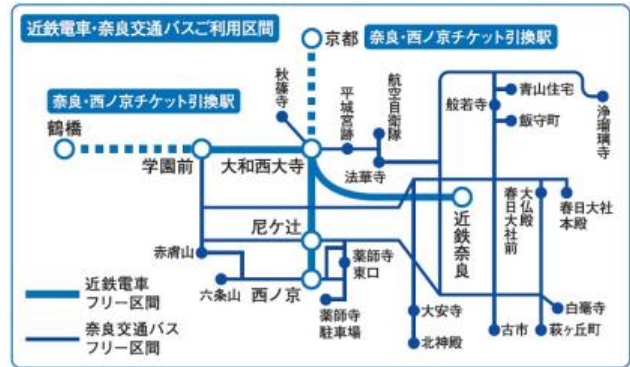 近鉄電車・奈良交通バスご利用区間
京都
奈良・西ノ京チケット引換駅
奈良・西ノ京チケット引換駅
鶴橋
学園前
大和西大寺
秋篠寺
平城宮跡
航空自衛隊
法華寺
般若寺
青山住宅
飯守町
浄瑠璃寺
近鉄奈良
大仏殿
春日大社前
春日大社
本殿
尼ケ辻
赤膚山
六条山
西ノ京
薬師寺
東口
薬師寺
駐車場
大安寺
北神殿
古市
白毫寺
萩ヶ丘町
近鉄電車
フリー区間
奈良交通バス
フリー区間